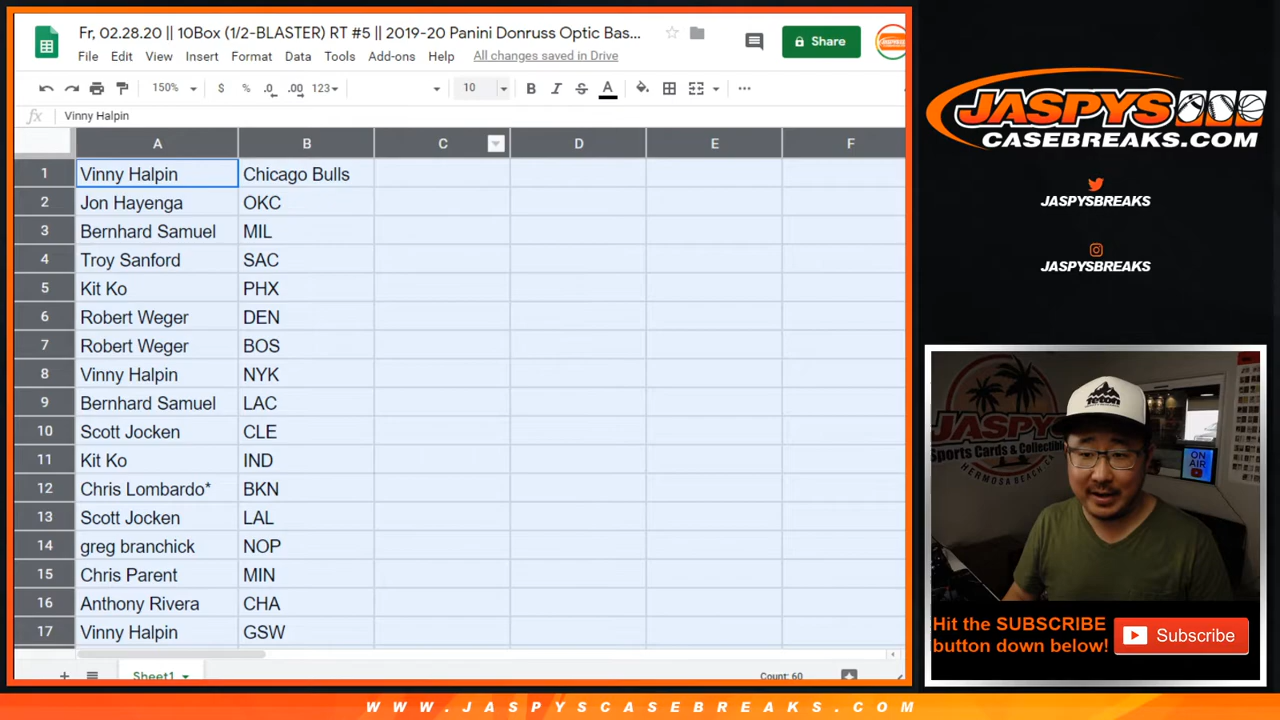 Fr, 02.28.20 || 10Box (1/2-BLASTER) RT #5 || 2019-20 Panini Donruss Optic Bas...
File Edit View Insert Format Data Tools Add-ons Help All changes saved in Drive
Share
150% $ % .0 .00 123 10 B I S A
fx Vinny Halpin
A B C D E F
1 Vinny Halpin Chicago Bulls
2 Jon Hayenga OKC
3 Bernhard Samuel MIL
4 Troy Sanford SAC
5 Kit Ko PHX
6 Robert Weger DEN
7 Robert Weger BOS
8 Vinny Halpin NYK
9 Bernhard Samuel LAC
10 Scott Jocken CLE
11 Kit Ko IND
12 Chris Lombardo* BKN
13 Scott Jocken LAL
14 greg branchick NOP
15 Chris Parent MIN
16 Anthony Rivera CHA
17 Vinny Halpin GSW
Sheet1
Count: 60
JASPYS
CASEBREAKS.COM
JASPYSBREAKS
JASPYSBREAKS
JASPYS
Sports Cards & Collectibles
HERMOSA BEACH CA
teton
ON AIR
Hit the SUBSCRIBE
button down below!
Subscribe
WWW.JASPYSCASEBREAKS.COM